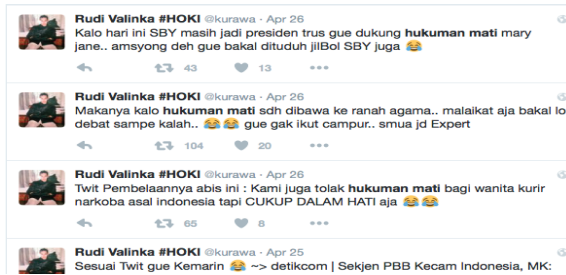 Rudi Valinka #HOKI @kurawa · Apr 26
Kalo hari ini SBY masih jadi presiden trus gue dukung hukuman mati mary
jane.. amsyong deh gue bakal dituduh jilBol SBY juga 😂
43 13
Rudi Valinka #HOKI @kurawa · Apr 26
Makanya kalo hukuman mati sdh dibawa ke ranah agama.. malaikat aja bakal lo
debat sampe kalah.. 😂😂 gue gak ikut campur.. smua jd Expert
104 20
Rudi Valinka #HOKI @kurawa · Apr 26
Twit Pembelaannya abis ini : Kami juga tolak hukuman mati bagi wanita kurir
narkoba asal indonesia tapi CUKUP DALAM HATI aja 😂😂
65 8
Rudi Valinka #HOKI @kurawa · Apr 25
Sesuai Twit gue Kemarin 😂 ~> detikcom | Sekjen PBB Kecam Indonesia, MK: